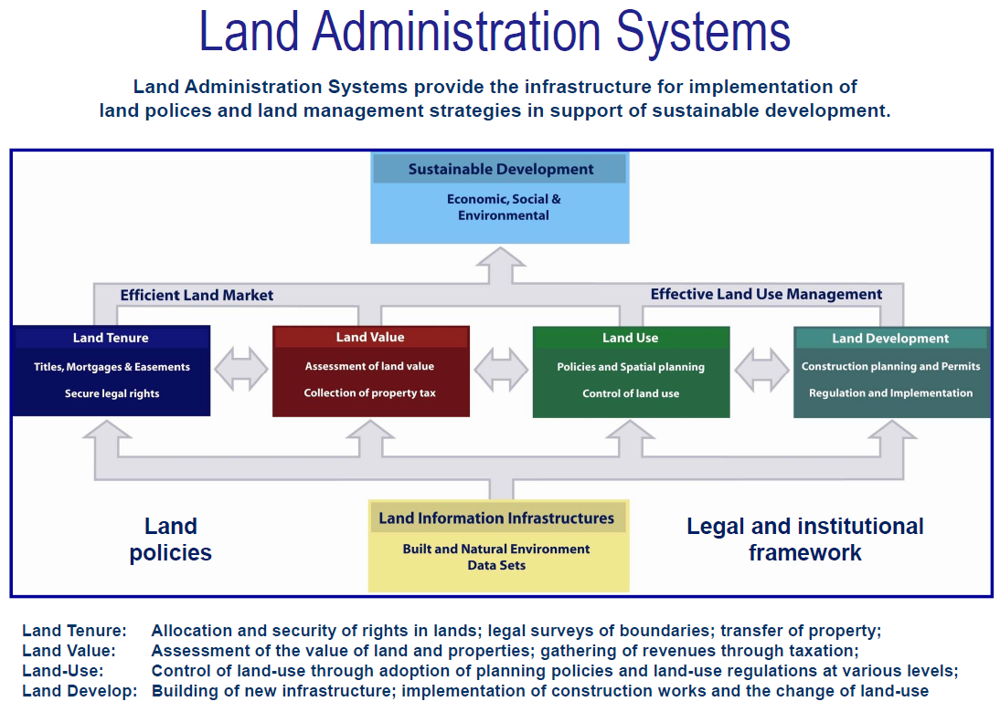 Land Administration Systems
Land Administration Systems provide the infrastructure for implementation of
land polices and land management strategies in support of sustainable development.
Sustainable Development
Economic, Social &
Environmental
Efficient Land Market
Effective Land Use Management
Land Tenure
Titles, Mortgages & Easements
Secure legal rights
Land Value
Assessment of land value
Collection of property tax
Land Use
Policies and Spatial planning
Control of land use
Land Development
Construction planning and Permits
Regulation and Implementation
Land
policies
Land Information Infrastructures
Built and Natural Environment
Data Sets
Legal and institutional
framework
Land Tenure: Allocation and security of rights in lands; legal surveys of boundaries; transfer of property;
Land Value: Assessment of the value of land and properties; gathering of revenues through taxation;
Land-Use: Control of land-use through adoption of planning policies and land-use regulations at various levels;
Land Develop: Building of new infrastructure; implementation of construction works and the change of land-use